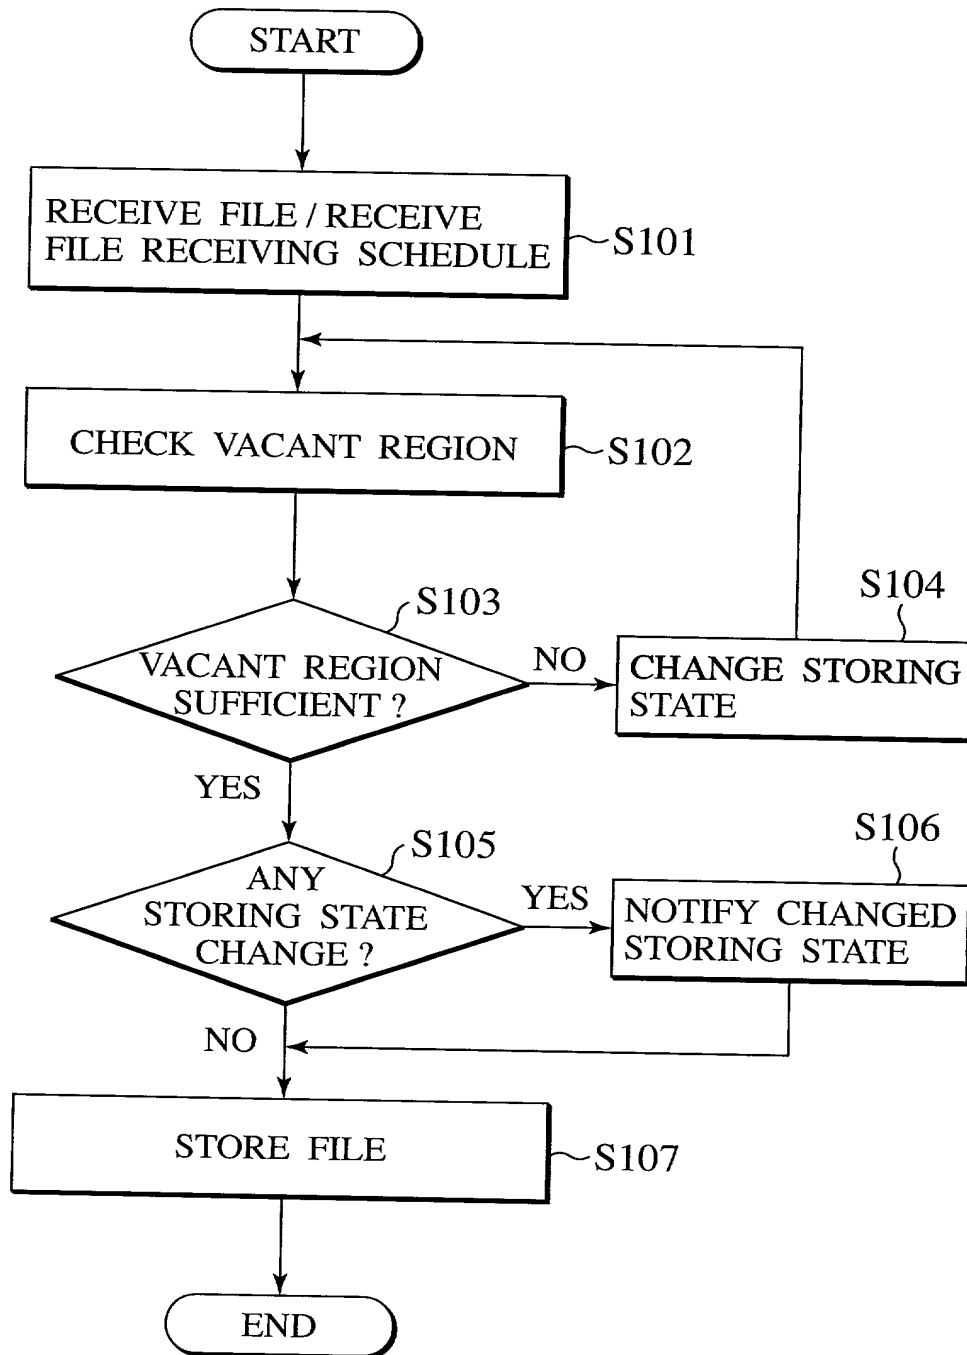 START
RECEIVE FILE / RECEIVE
FILE RECEIVING SCHEDULE
S101
CHECK VACANT REGION
S102
S103
VACANT REGION
SUFFICIENT ?
NO
S104
CHANGE STORING
STATE
YES
S105
ANY
STORING STATE
CHANGE ?
YES
S106
NOTIFY CHANGED
STORING STATE
NO
STORE FILE
S107
END